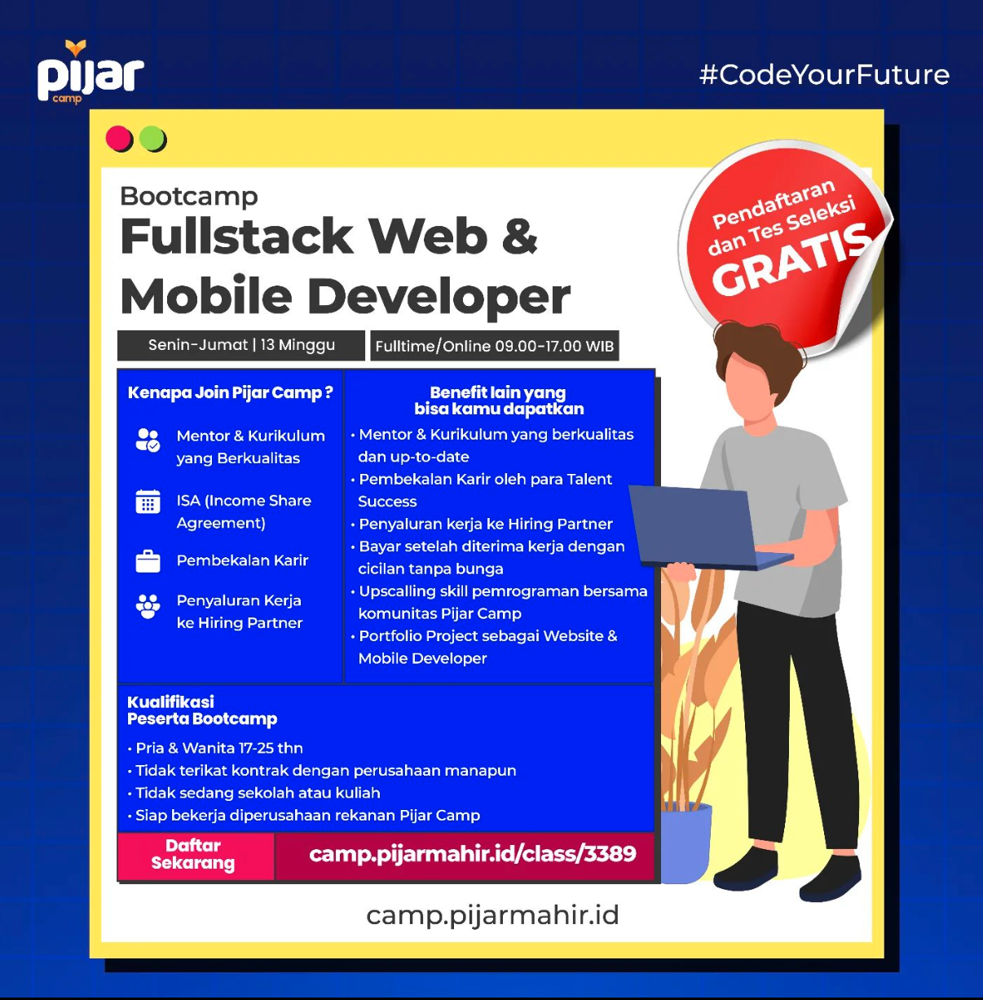 pijar
camp
#CodeYourFuture
Pendaftaran
dan Tes Seleksi
GRATIS
Bootcamp
Fullstack Web &
Mobile Developer
Senin-Jumat | 13 Minggu
Fulltime/Online 09.00-17.00 WIB
Kenapa Join Pijar Camp ?
Mentor & Kurikulum
yang Berkualitas
ISA (Income Share
Agreement)
Pembekalan Karir
Penyaluran Kerja
ke Hiring Partner
Benefit lain yang
bisa kamu dapatkan
• Mentor & Kurikulum yang berkualitas
dan up-to-date
• Pembekalan Karir oleh para Talent
Success
• Penyaluran kerja ke Hiring Partner
• Bayar setelah diterima kerja dengan
cicilan tanpa bunga
• Upscalling skill pemrograman bersama
komunitas Pijar Camp
• Portfolio Project sebagai Website &
Mobile Developer
Kualifikasi
Peserta Bootcamp
• Pria & Wanita 17-25 thn
• Tidak terikat kontrak dengan perusahaan manapun
• Tidak sedang sekolah atau kuliah
• Siap bekerja diperusahaan rekanan Pijar Camp
Daftar
Sekarang
camp.pijarmahir.id/class/3389
camp.pijarmahir.id